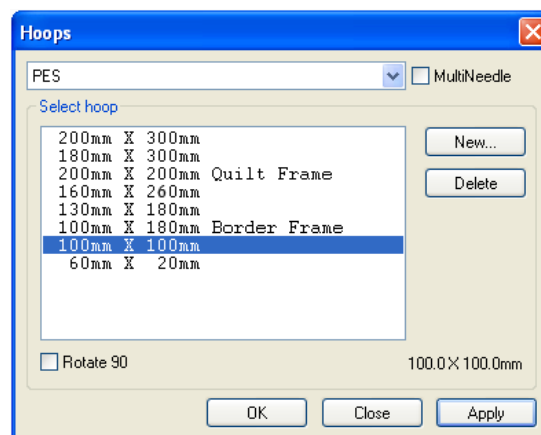 Hoops
PES
MultiNeedle
Select hoop
200mm X 300mm
180mm X 300mm
200mm X 200mm Quilt Frame
160mm X 260mm
130mm X 180mm
100mm X 180mm Border Frame
100mm X 100mm
60mm X 20mm
New...
Delete
Rotate 90
100.0 X 100.0mm
OK
Close
Apply